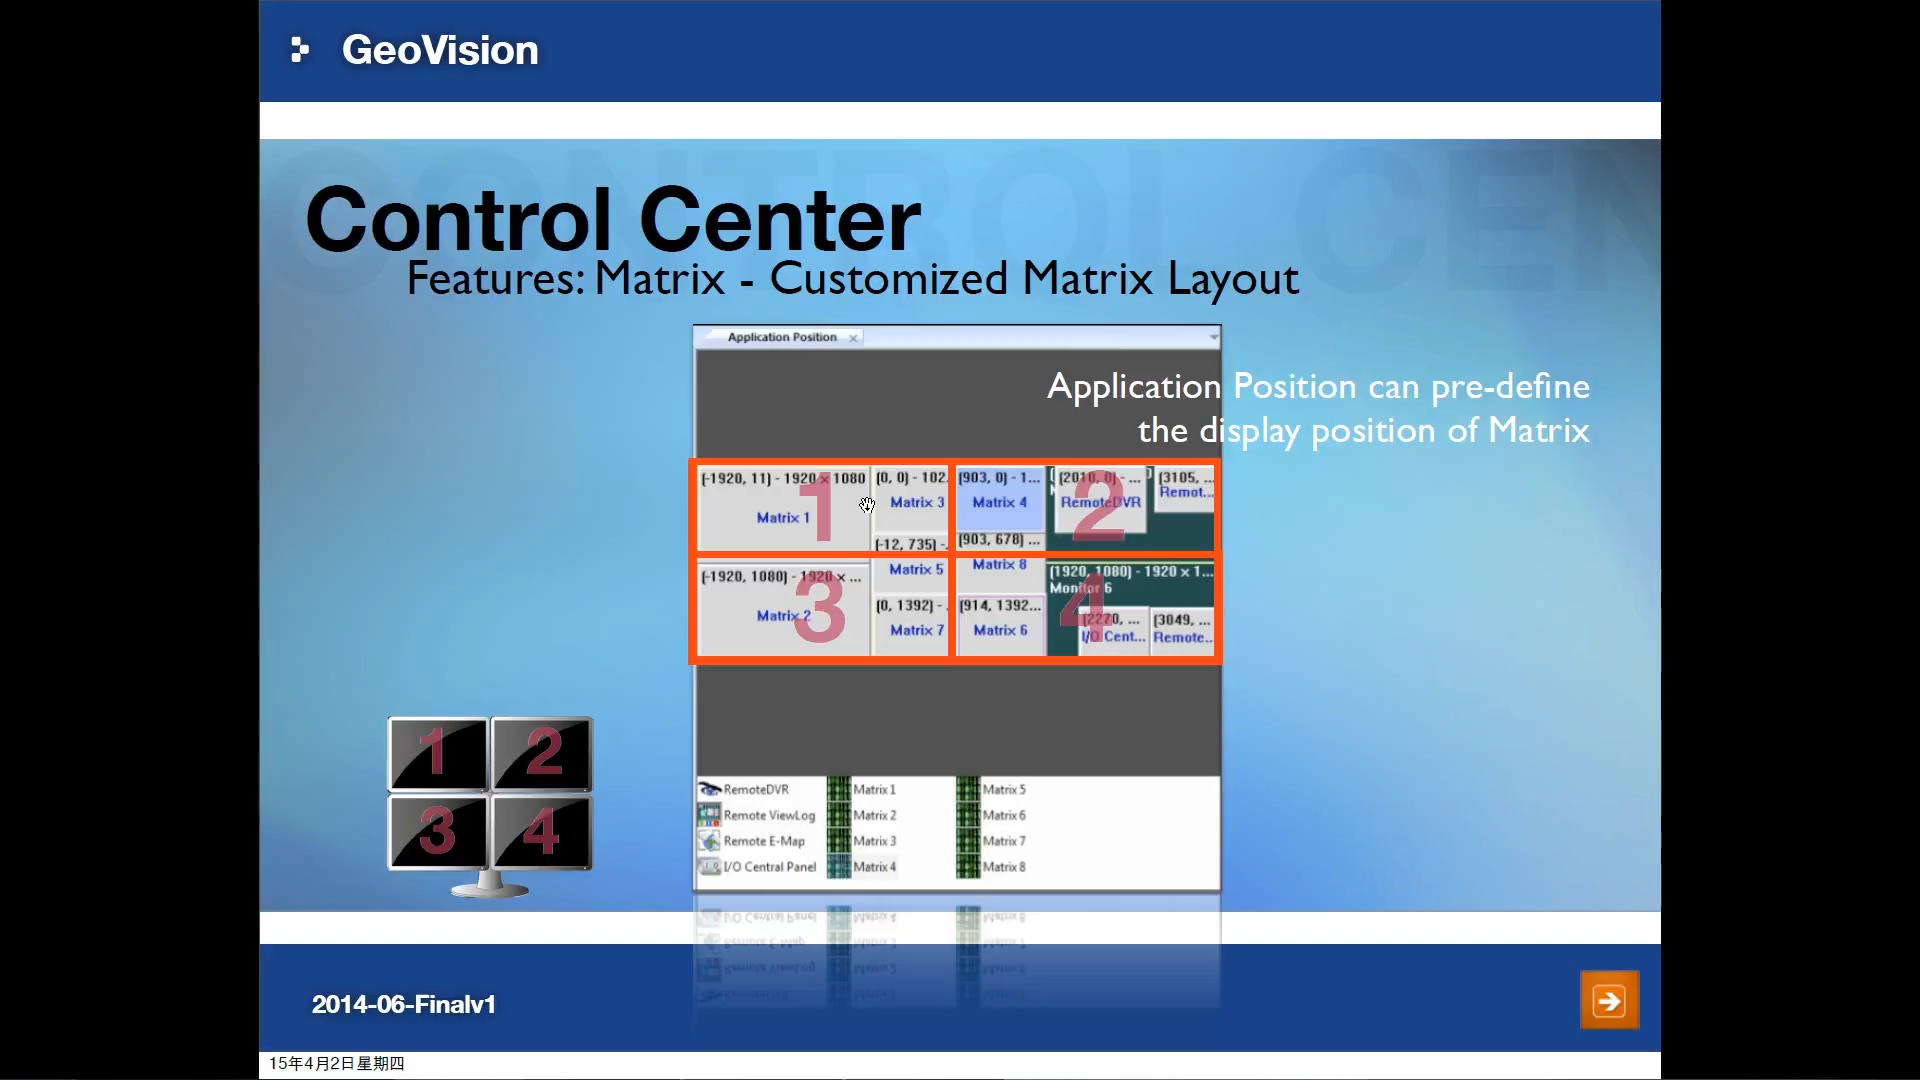 GeoVision
CONTROL CEN
Control Center
Features: Matrix - Customized Matrix Layout
Application Position
Application Position can pre-define
the display position of Matrix
(-1920, 11) - 1920 x 1080
Matrix 1
(0, 0) - 102
Matrix 3
(903, 0) - 1...
Matrix 4
(2010, 0) - ...
RemoteDVR
(3105, ...
Remot...
1
2
(-12, 735) -
Matrix 5
(903, 678) ...
Matrix 8
(-1920, 1080) - 1920 x ...
Matrix 2
(0, 1392) -
Matrix 7
(914, 1392...
Matrix 6
(1920, 1080) - 1920 x 1...
Monitor 6
(2270, ...
I/O Cent...
(3049, ...
Remote..
3
4
1 2
3 4
RemoteDVR Matrix 1 Matrix 5
Remote ViewLog Matrix 2 Matrix 6
Remote E-Map Matrix 3 Matrix 7
I/O Central Panel Matrix 4 Matrix 8
2014-06-Finalv1
15年4月2日星期四